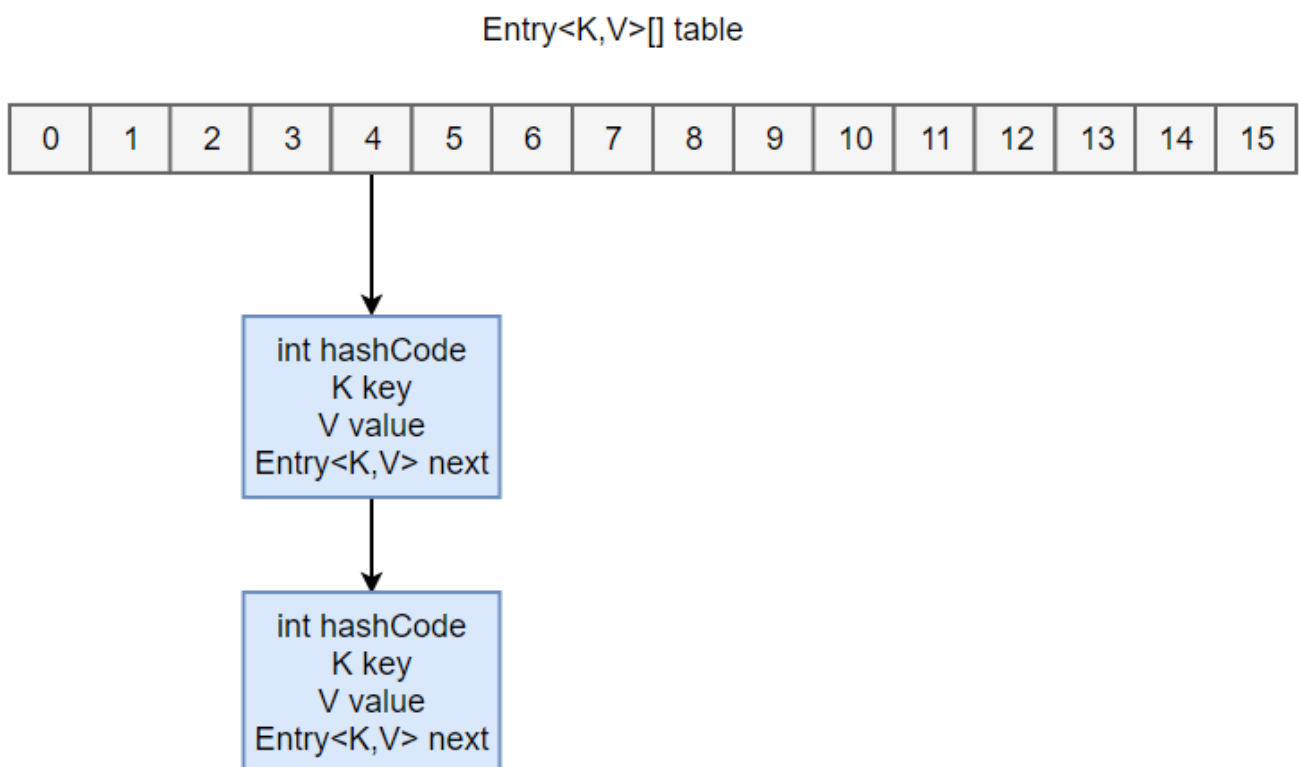 Entry<K,V>[] table
0 1 2 3 4 5 6 7 8 9 10 11 12 13 14 15
int hashCode
K key
V value
Entry<K,V> next
int hashCode
K key
V value
Entry<K,V> next